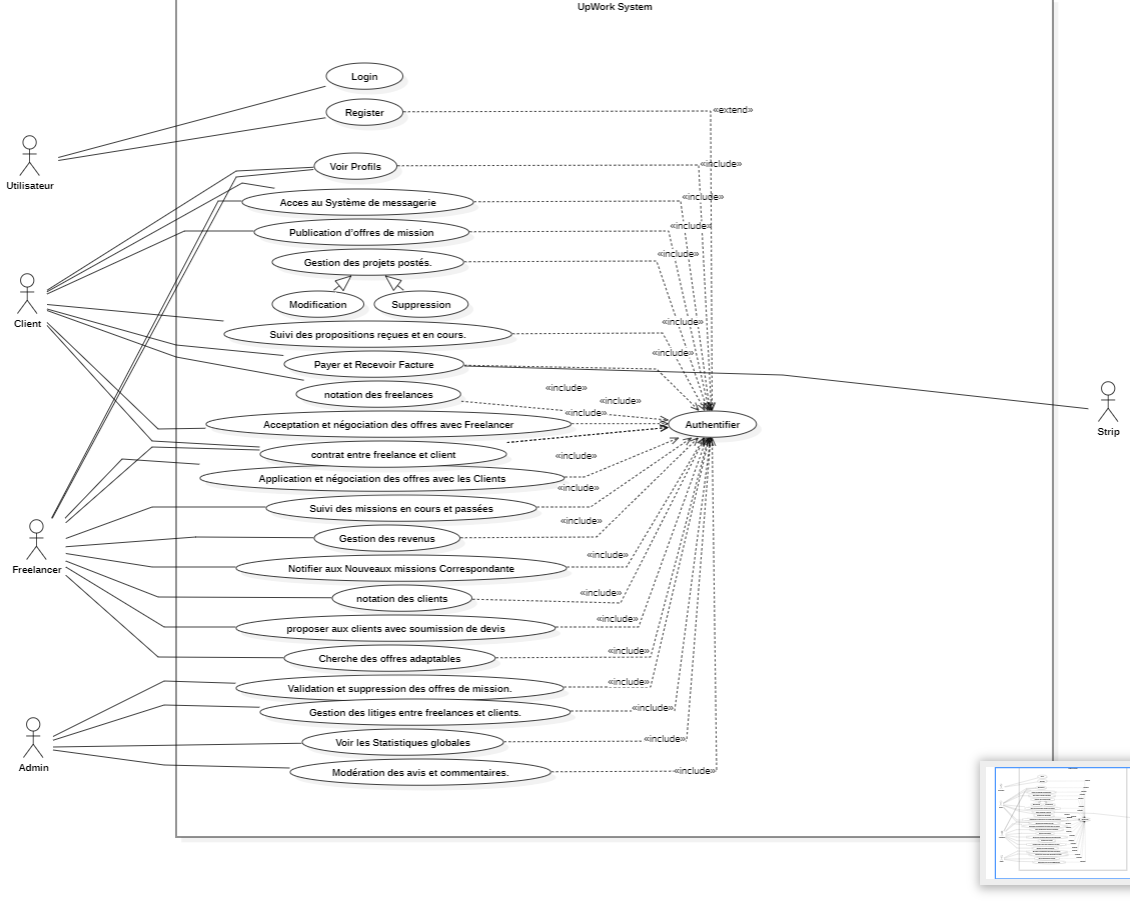 UpWork System
Login
Register
«extend»
Utilisateur
Voir Profils
«include»
Acces au Système de messagerie
«include»
Publication d'offres de mission
«include»
Gestion des projets postés.
«include»
Modification
Suppression
Client
Suivi des propositions reçues et en cours.
«include»
Payer et Recevoir Facture
«include»
notation des freelances
«include»
«include»
«include»
Acceptation et négociation des offres avec Freelancer
Authentifier
Strip
contrat entre freelance et client
«include»
Application et négociation des offres avec les Clients
«include»
Suivi des missions en cours et passées
«include»
Gestion des revenus
«include»
Freelancer
Notifier aux Nouveaux missions Correspondante
notation des clients
«include»
proposer aux clients avec soumission de devis
«include»
Cherche des offres adaptables
«include»
Validation et suppression des offres de mission.
«include»
Gestion des litiges entre freelances et clients.
«include»
Voir les Statistiques globales
«include»
Admin
Modération des avis et commentaires.
«include»